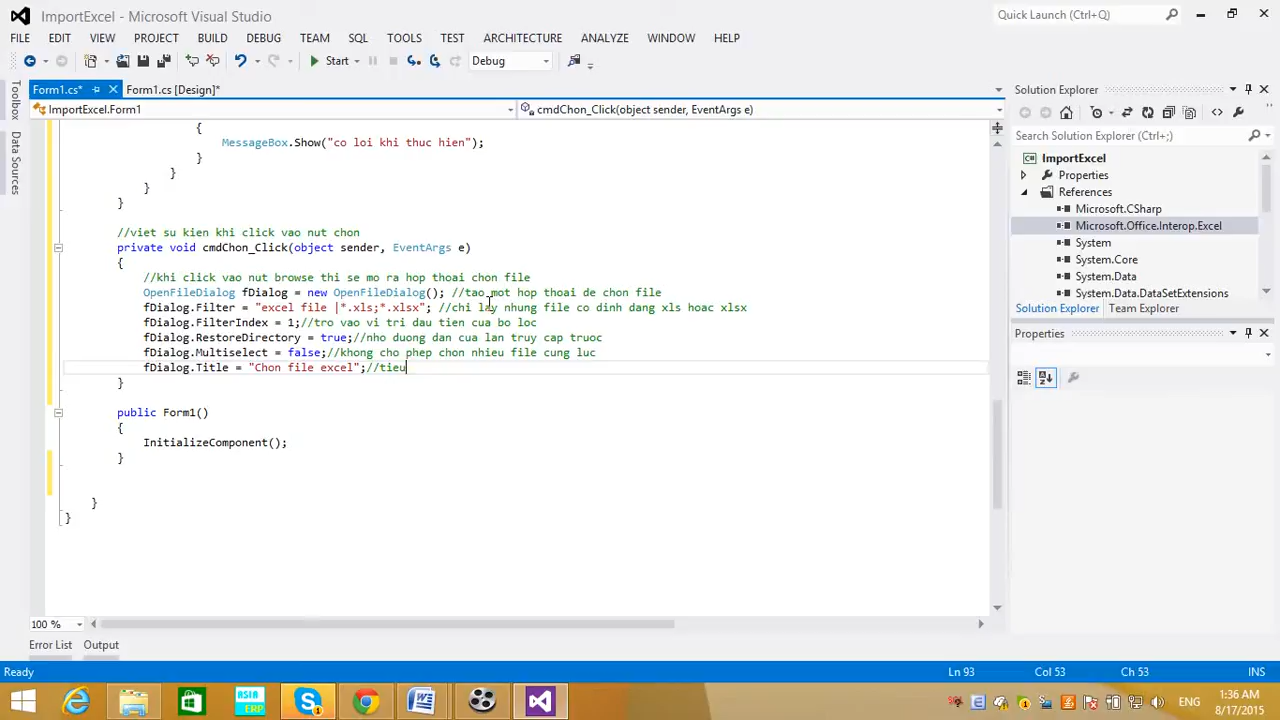 ImportExcel - Microsoft Visual Studio
Quick Launch (Ctrl+Q)
FILE EDIT VIEW PROJECT BUILD DEBUG TEAM SQL TOOLS TEST ARCHITECTURE ANALYZE WINDOW HELP
Start Debug
Form1.cs* Form1.cs [Design]*
Toolbox
Data Sources
ImportExcel.Form1 cmdChon_Click(object sender, EventArgs e)
{
MessageBox.Show("co loi khi thuc hien");
}
}
}
}
//viet su kien khi click vao nut chon
private void cmdChon_Click(object sender, EventArgs e)
{
//khi click vao nut browse thi se mo ra hop thoai chon file
OpenFileDialog fDialog = new OpenFileDialog(); //tao mot hop thoai de chon file
fDialog.Filter = "excel file |*.xls;*.xlsx"; //chi lay nhung file co dinh dang xls hoac xlsx
fDialog.FilterIndex = 1;//tro vao vi tri dau tien cua bo loc
fDialog.RestoreDirectory = true;//nho duong dan cua lan truy cap truoc
fDialog.Multiselect = false;//khong cho phep chon nhieu file cung luc
fDialog.Title = "Chon file excel";//tieu
}
public Form1()
{
InitializeComponent();
}
}
}
100 %
Error List Output
Solution Explorer
Search Solution Explorer (Ctrl+;)
ImportExcel
Properties
References
Microsoft.CSharp
Microsoft.Office.Interop.Excel
System
System.Core
System.Data
System.Data.DataSetExtensions
Solution Explorer Team Explorer
Properties
Ready Ln 93 Col 53 Ch 53 INS
ASIA ERP
ENG
1:36 AM
8/17/2015